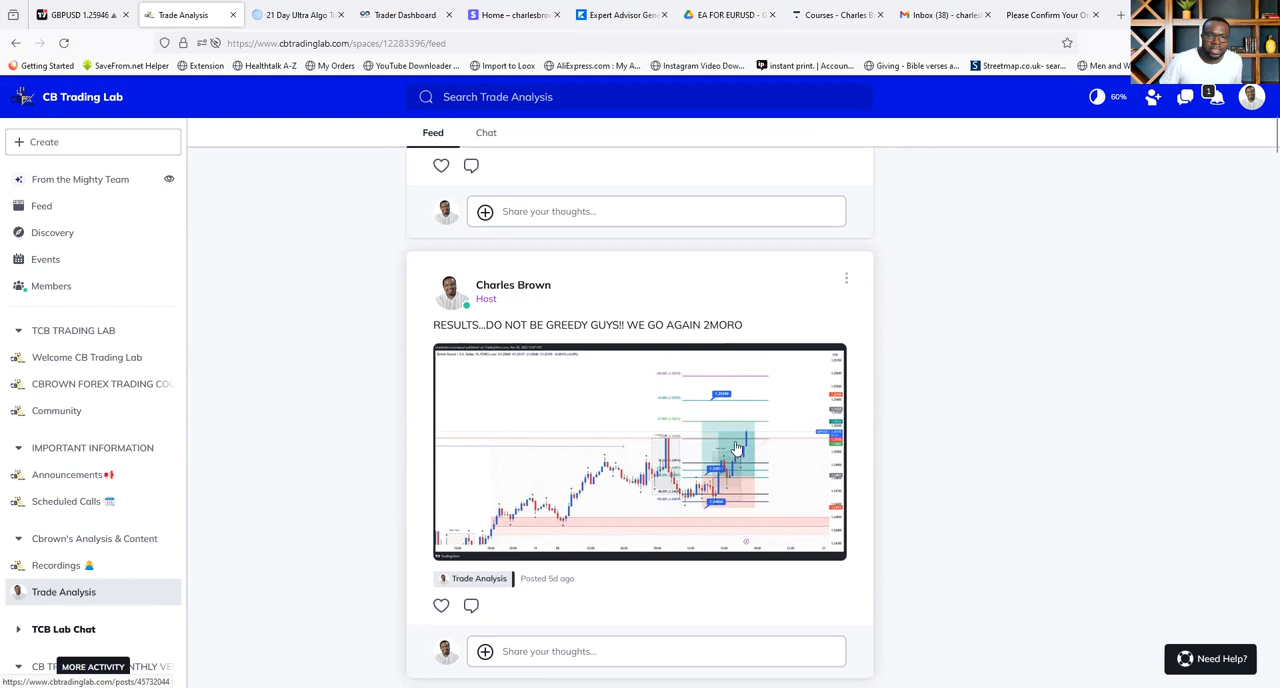 GBPUSD 1.25946
Trade Analysis
21 Day Ultra Algo Tr
Trader Dashboard
Home – charlesbrow
Expert Advisor Gene
EA FOR EURUSD - G
Courses - Charles B
Inbox (38) - charlest
Please Confirm Your O
https://www.cbtradinglab.com/spaces/12283396/feed
Getting Started
SaveFrom.net Helper
Extension
Healthtalk A-Z
My Orders
YouTube Downloader ...
Import to Loox
AliExpress.com : My A...
Instagram Video Dow...
instant print. | Accoun...
Giving - Bible verses a...
Streetmap.co.uk- sear...
Men and W
CB Trading Lab
Search Trade Analysis
60%
1
Create
Feed
Chat
From the Mighty Team
Feed
Discovery
Events
Members
TCB TRADING LAB
Welcome CB Trading Lab
CBROWN FOREX TRADING COU
Community
IMPORTANT INFORMATION
Announcements
Scheduled Calls
Cbrown's Analysis & Content
Recordings
Trade Analysis
TCB Lab Chat
MORE ACTIVITY
https://www.cbtradinglab.com/posts/45732044
Share your thoughts...
Charles Brown
Host
RESULTS...DO NOT BE GREEDY GUYS!! WE GO AGAIN 2MORO
Trade Analysis
Posted 5d ago
Share your thoughts...
Need Help?